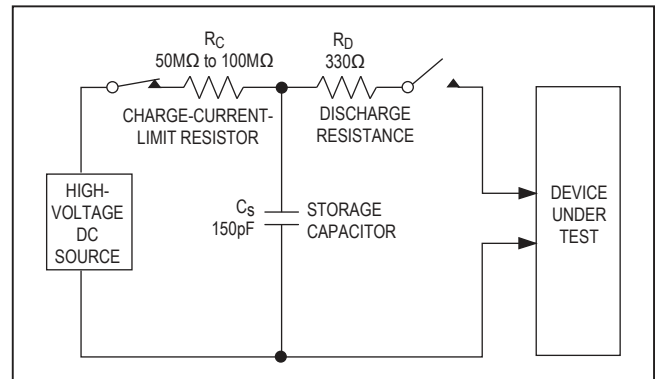 R_C
50MΩ to 100MΩ
CHARGE-CURRENT-
LIMIT RESISTOR
R_D
330Ω
DISCHARGE
RESISTANCE
HIGH-
VOLTAGE
DC
SOURCE
C_S
150pF
STORAGE
CAPACITOR
DEVICE
UNDER
TEST